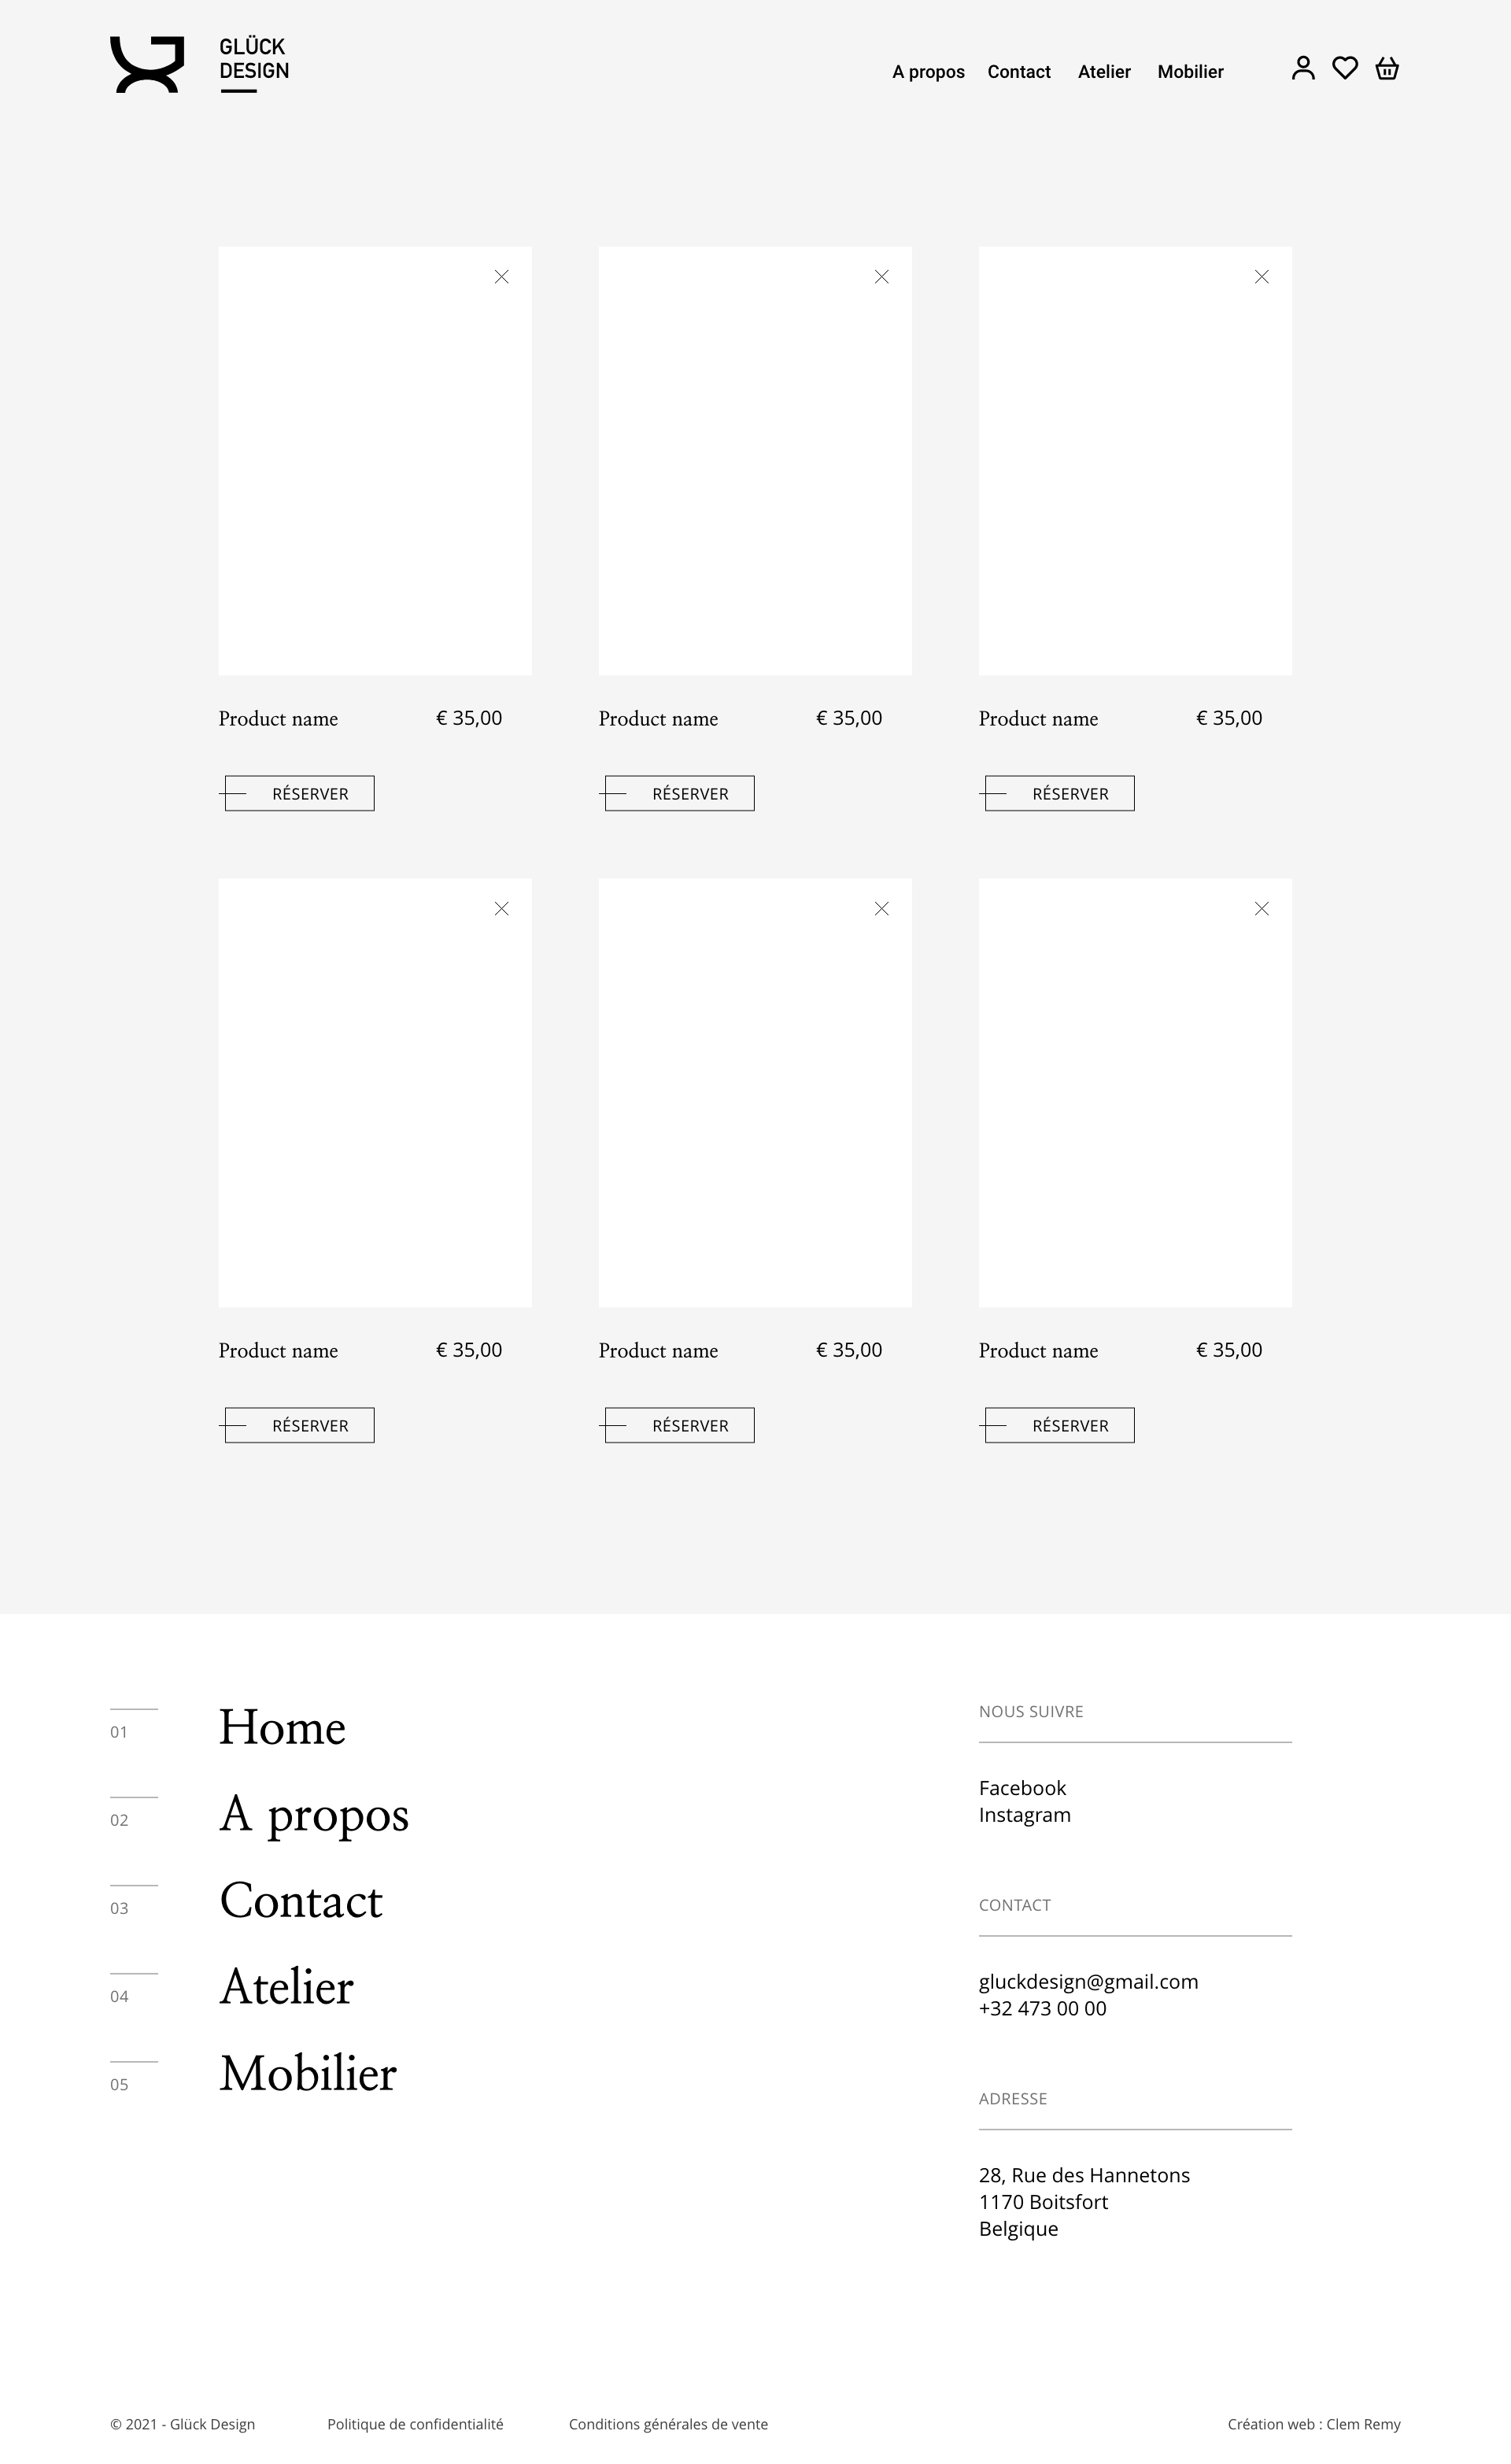 GLÜCK
DESIGN
A propos Contact Atelier Mobilier
Product name € 35,00
Product name € 35,00
Product name € 35,00
RÉSERVER
RÉSERVER
RÉSERVER
Product name € 35,00
Product name € 35,00
Product name € 35,00
RÉSERVER
RÉSERVER
RÉSERVER
01 Home
02 A propos
03 Contact
04 Atelier
05 Mobilier
NOUS SUIVRE
Facebook
Instagram
CONTACT
gluckdesign@gmail.com
+32 473 00 00
ADRESSE
28, Rue des Hannetons
1170 Boitsfort
Belgique
© 2021 - Glück Design Politique de confidentialité Conditions générales de vente Création web : Clem Remy